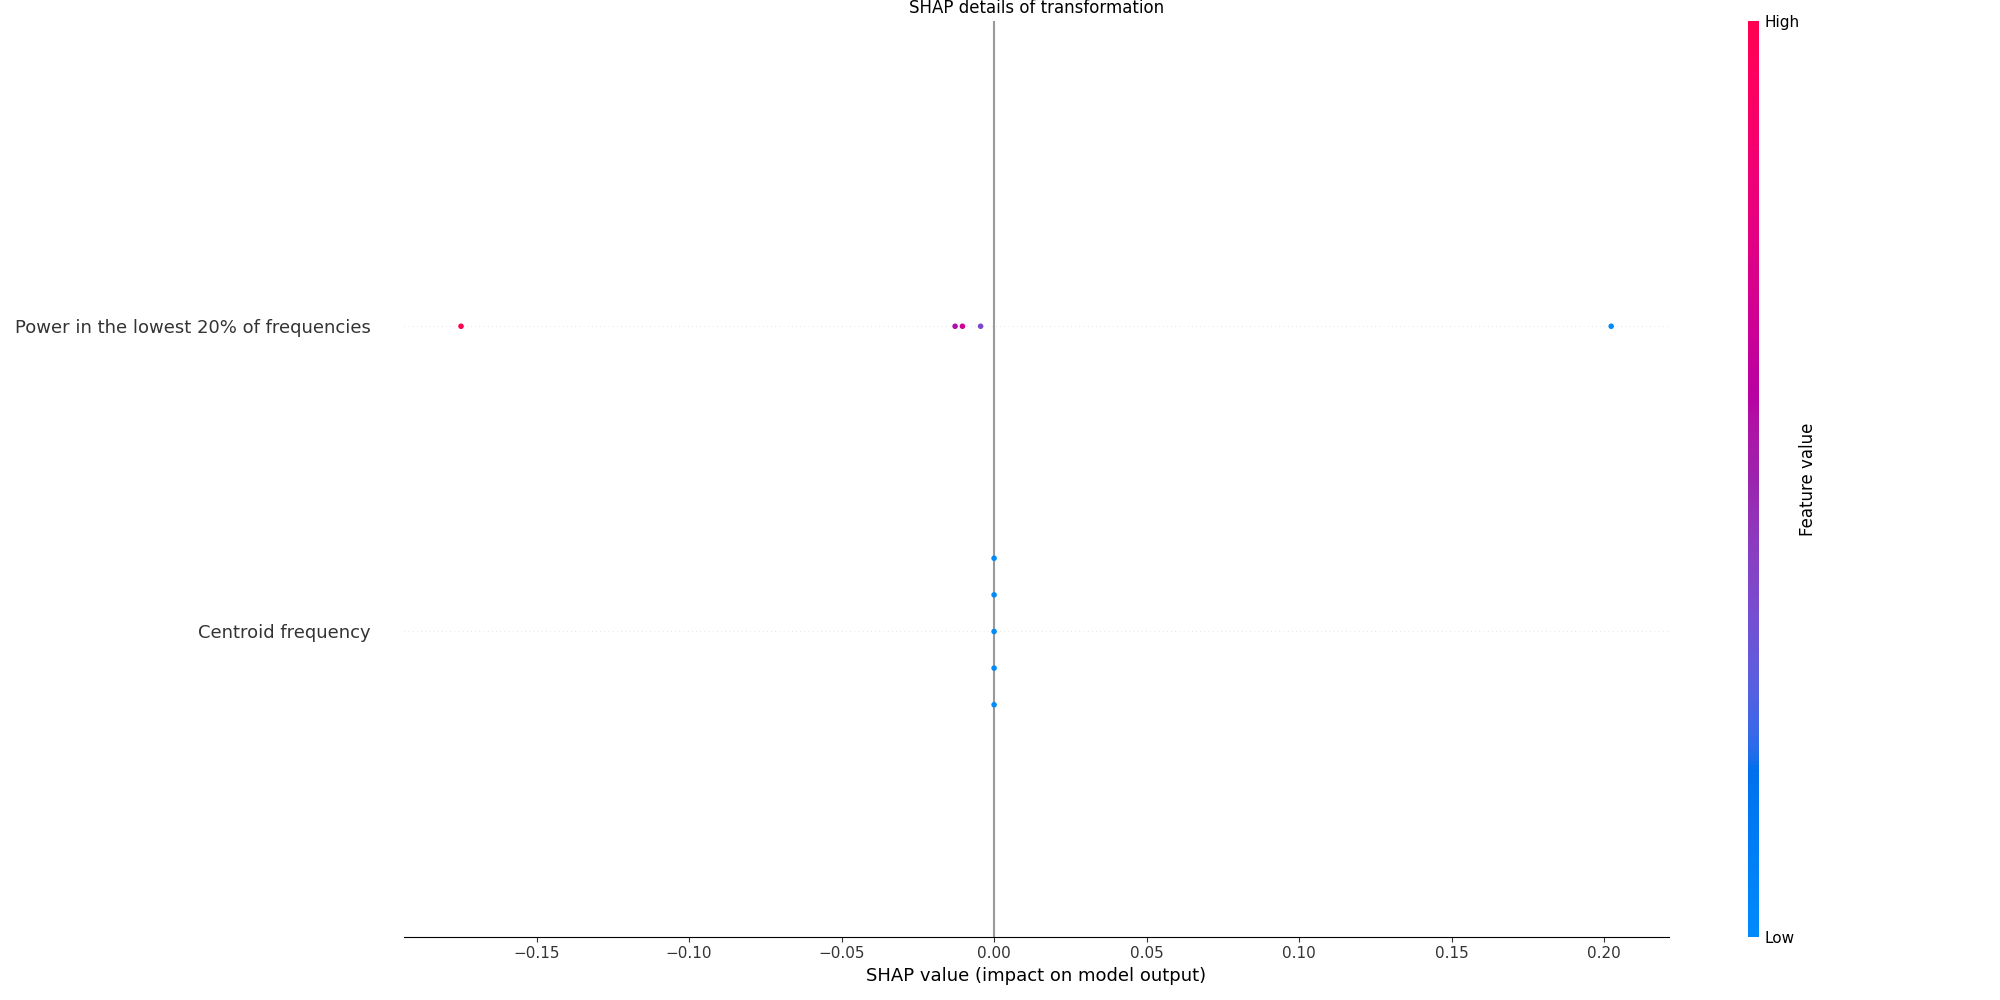 SHAP details of transformation
High
Power in the lowest 20% of frequencies
Feature value
Centroid frequency
Low
−0.15 −0.10 −0.05 0.00 0.05 0.10 0.15 0.20
SHAP value (impact on model output)